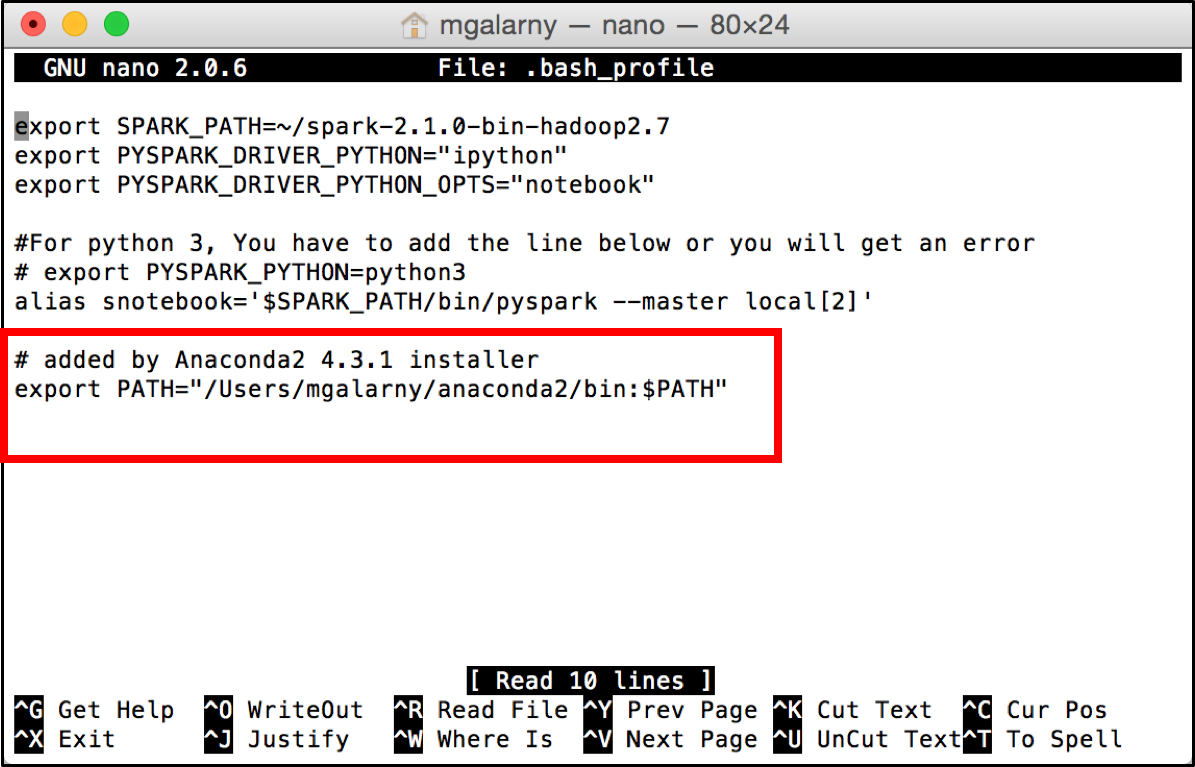 mgalarny — nano — 80×24
GNU nano 2.0.6 File: .bash_profile
export SPARK_PATH=~/spark-2.1.0-bin-hadoop2.7
export PYSPARK_DRIVER_PYTHON="ipython"
export PYSPARK_DRIVER_PYTHON_OPTS="notebook"
#For python 3, You have to add the line below or you will get an error
# export PYSPARK_PYTHON=python3
alias snotebook='$SPARK_PATH/bin/pyspark --master local[2]'
# added by Anaconda2 4.3.1 installer
export PATH="/Users/mgalarny/anaconda2/bin:$PATH"
[ Read 10 lines ]
^G Get Help ^O WriteOut ^R Read File ^Y Prev Page ^K Cut Text ^C Cur Pos
^X Exit ^J Justify ^W Where Is ^V Next Page ^U UnCut Text ^T To Spell